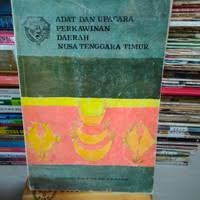 ADAT DAN UPACARA
PERKAWINAN
DAERAH
NUSA TENGGARA TIMUR